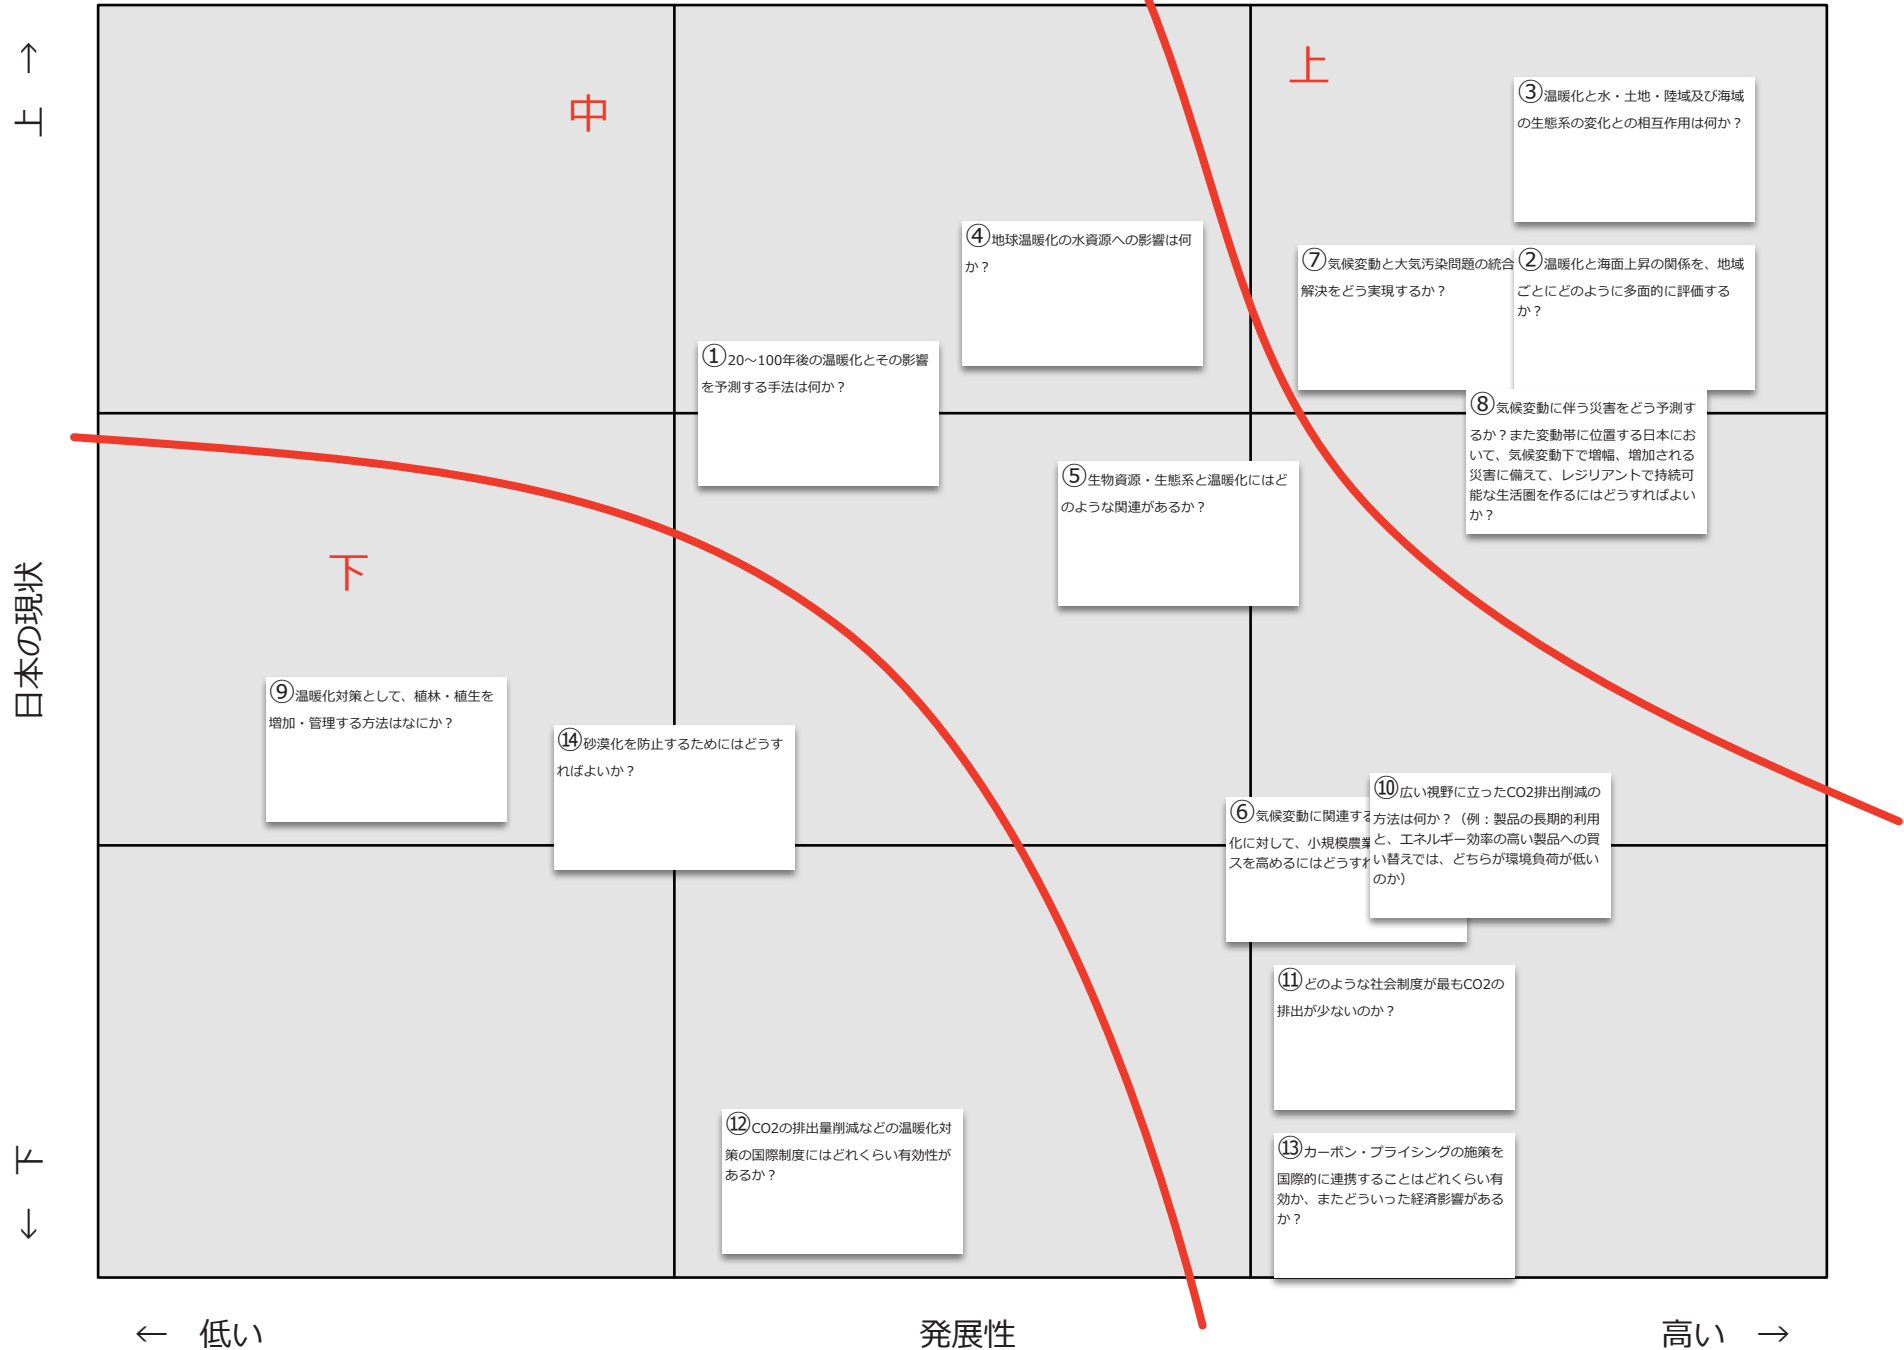 上 →
上
中
③温暖化と水・土地・陸域及び海域
の生態系の変化との相互作用は何か？
④地球温暖化の水資源への影響は何
か？
⑦気候変動と大気汚染問題の統合
解決をどう実現するか？
②温暖化と海面上昇の関係を、地域
ごとにどのように多面的に評価する
か？
①20～100年後の温暖化とその影響
を予測する手法は何か？
⑧気候変動に伴う災害をどう予測す
るか？また変動帯に位置する日本にお
いて、気候変動下で増幅、増加される
災害に備えて、レジリアントで持続可
能な生活圏を作るにはどうすればよい
か？
⑤生物資源・生態系と温暖化にはど
のような関連があるか？
下
日本の現状
⑨温暖化対策として、植林・植生を
増加・管理する方法はなにか？
⑭砂漠化を防止するためにはどうす
ればよいか？
⑥気候変動に関連する
化に対して、小規模農業
スを高めるにはどうすれ
⑩広い視野に立ったCO2排出削減の
方法は何か？（例：製品の長期的利用
と、エネルギー効率の高い製品への買
い替えでは、どちらが環境負荷が低い
のか）
⑪どのような社会制度が最もCO2の
排出が少ないのか？
⑫CO2の排出量削減などの温暖化対
策の国際制度にはどれくらい有効性が
あるか？
⑬カーボン・プライシングの施策を
国際的に連携することはどれくらい有
効か、またどういった経済影響がある
か？
← 下
← 低い
発展性
高い →